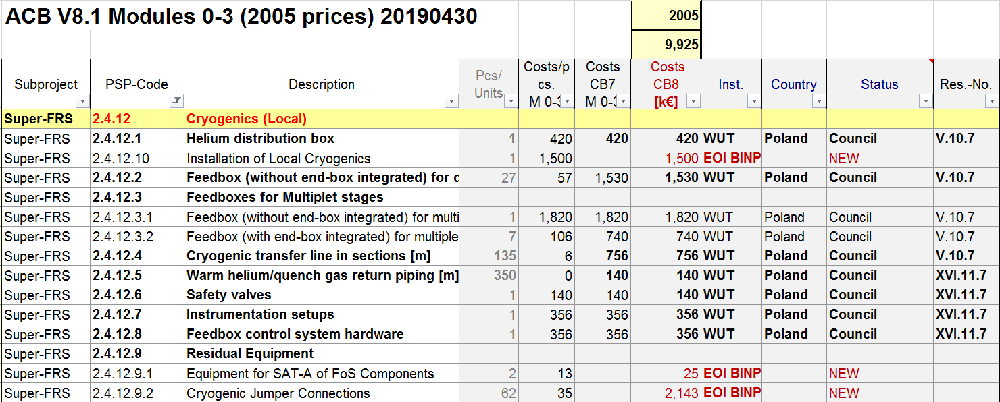 ACB V8.1 Modules 0-3 (2005 prices) 20190430 2005
9,925
Subproject PSP-Code Description Pcs/ Units Costs/p cs. M 0-3 Costs CB7 M 0-3 Costs CB8 [k€] Inst. Country Status Res.-No.
Super-FRS 2.4.12 Cryogenics (Local)
Super-FRS 2.4.12.1 Helium distribution box 1 420 420 420 WUT Poland Council V.10.7
Super-FRS 2.4.12.10 Installation of Local Cryogenics 1 1,500 1,500 EOI BINP NEW
Super-FRS 2.4.12.2 Feedbox (without end-box integrated) for d 27 57 1,530 1,530 WUT Poland Council V.10.7
Super-FRS 2.4.12.3 Feedboxes for Multiplet stages
Super-FRS 2.4.12.3.1 Feedbox (without end-box integrated) for multi 1 1,820 1,820 1,820 WUT Poland Council V.10.7
Super-FRS 2.4.12.3.2 Feedbox (with end-box integrated) for multiple 7 106 740 740 WUT Poland Council V.10.7
Super-FRS 2.4.12.4 Cryogenic transfer line in sections [m] 135 6 756 756 WUT Poland Council V.10.7
Super-FRS 2.4.12.5 Warm helium/quench gas return piping [m] 350 0 140 140 WUT Poland Council XVI.11.7
Super-FRS 2.4.12.6 Safety valves 1 140 140 140 WUT Poland Council XVI.11.7
Super-FRS 2.4.12.7 Instrumentation setups 1 356 356 356 WUT Poland Council XVI.11.7
Super-FRS 2.4.12.8 Feedbox control system hardware 1 356 356 356 WUT Poland Council XVI.11.7
Super-FRS 2.4.12.9 Residual Equipment
Super-FRS 2.4.12.9.1 Equipment for SAT-A of FoS Components 2 13 25 EOI BINP NEW
Super-FRS 2.4.12.9.2 Cryogenic Jumper Connections 62 35 2,143 EOI BINP NEW